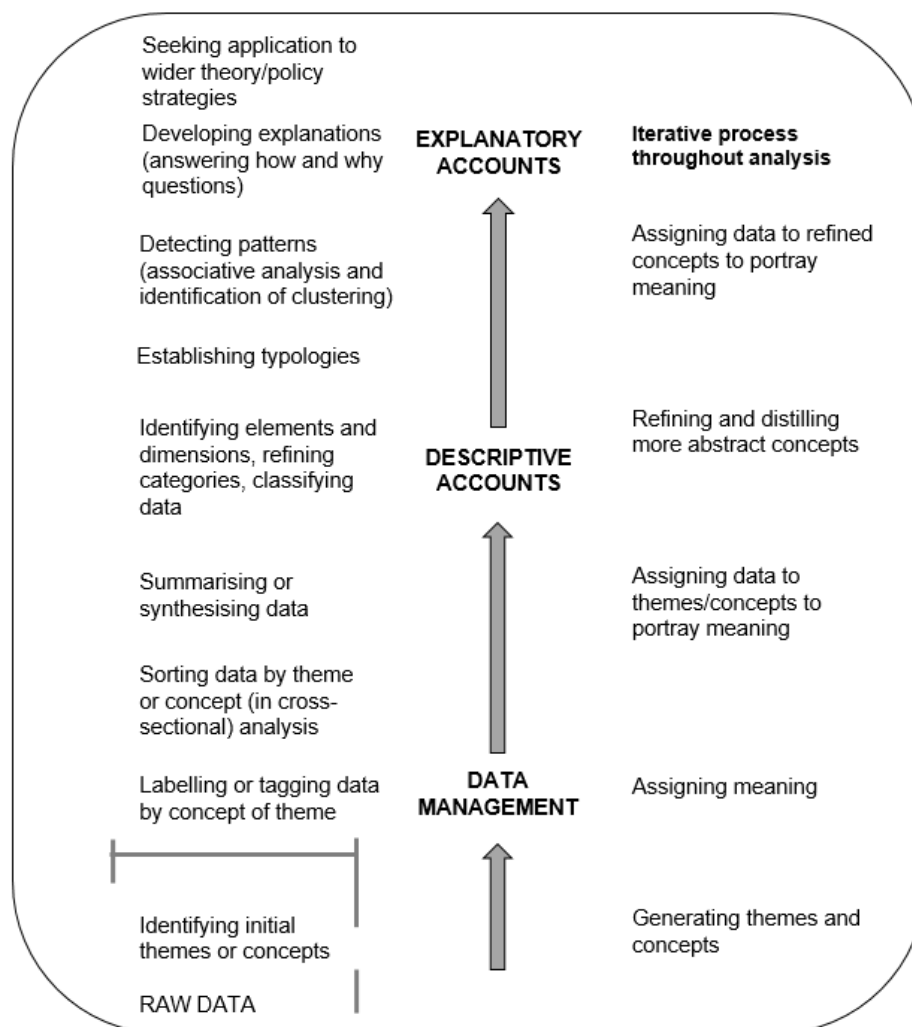 Seeking application to
wider theory/policy
strategies
Developing explanations
(answering how and why
questions)
Detecting patterns
(associative analysis and
identification of clustering)
Establishing typologies
Identifying elements and
dimensions, refining
categories, classifying
data
Summarising or
synthesising data
Sorting data by theme
or concept (in cross-
sectional) analysis
Labelling or tagging data
by concept of theme
Identifying initial
themes or concepts
RAW DATA
EXPLANATORY
ACCOUNTS
DESCRIPTIVE
ACCOUNTS
DATA
MANAGEMENT
Iterative process
throughout analysis
Assigning data to refined
concepts to portray
meaning
Refining and distilling
more abstract concepts
Assigning data to
themes/concepts to
portray meaning
Assigning meaning
Generating themes and
concepts